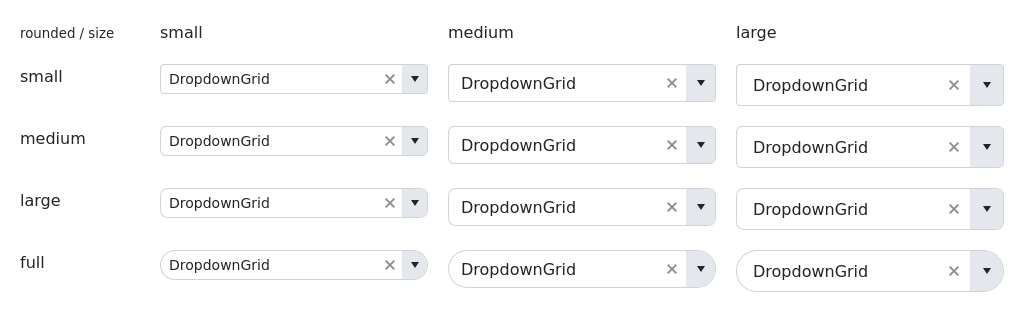 rounded / size small medium large
small DropdownGrid DropdownGrid DropdownGrid
medium DropdownGrid DropdownGrid DropdownGrid
large DropdownGrid DropdownGrid DropdownGrid
full DropdownGrid DropdownGrid DropdownGrid